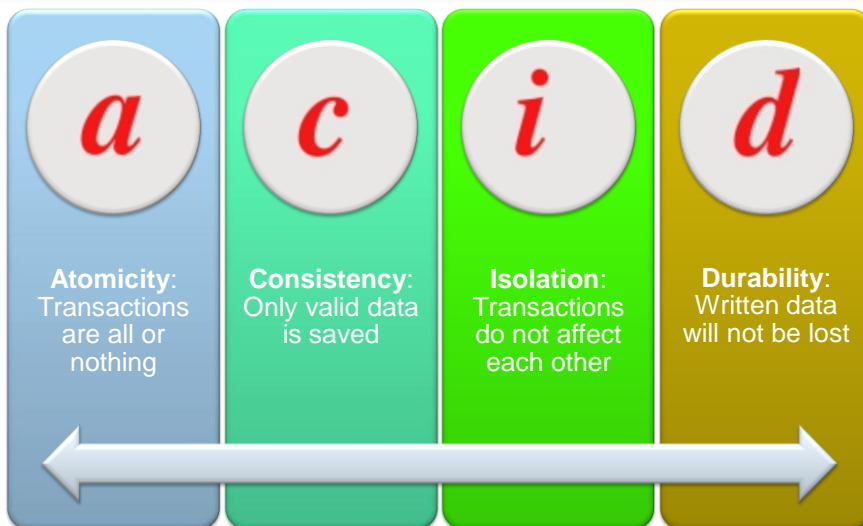 a
c
i
d
Atomicity:
Transactions
are all or
nothing
Consistency:
Only valid data
is saved
Isolation:
Transactions
do not affect
each other
Durability:
Written data
will not be lost